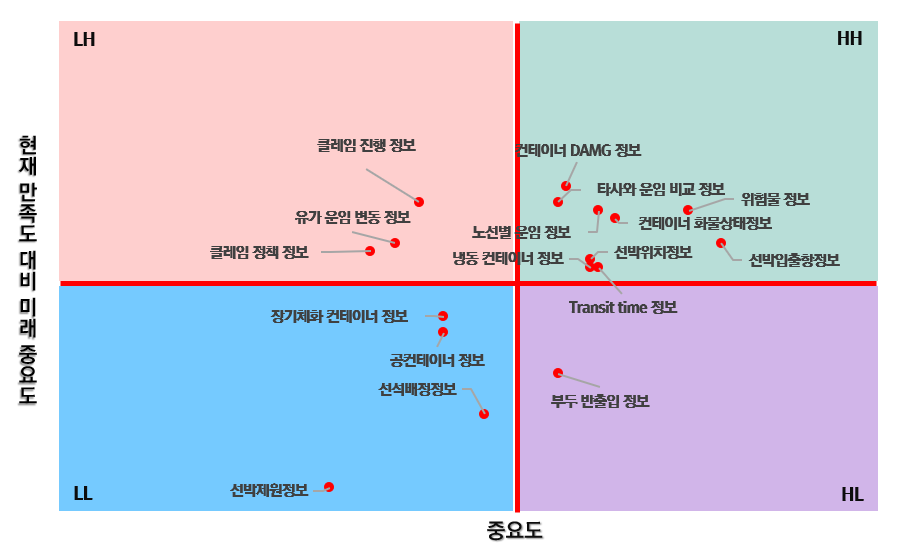 LH
HH
현재 만족도 대비 미래 중요도
클레임 진행 정보
컨테이너 DAMG 정보
타사와 운임 비교 정보
위험물 정보
유가 운임 변동 정보
컨테이너 화물상태정보
노선별 운임 정보
클레임 정책 정보
선박위치정보
냉동 컨테이너 정보
선박입출항정보
Transit time 정보
장기체화 컨테이너 정보
공컨테이너 정보
선석배정정보
부두 반출입 정보
선박제원정보
LL
HL
중요도